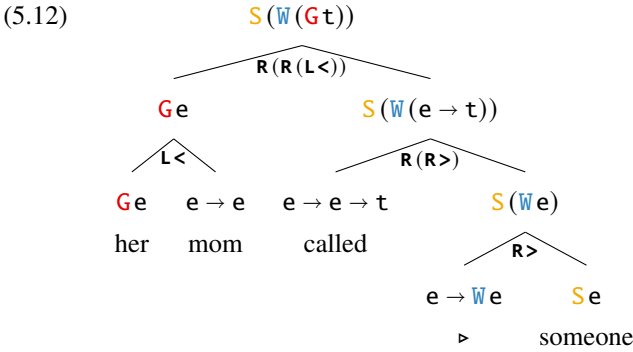 (5.12) S(W(Gt))
R(R(L<))
Ge S(W(e → t))
L< R(R>)
Ge e → e e → e → t S(We)
her mom called R>
e → We Se
▹ someone